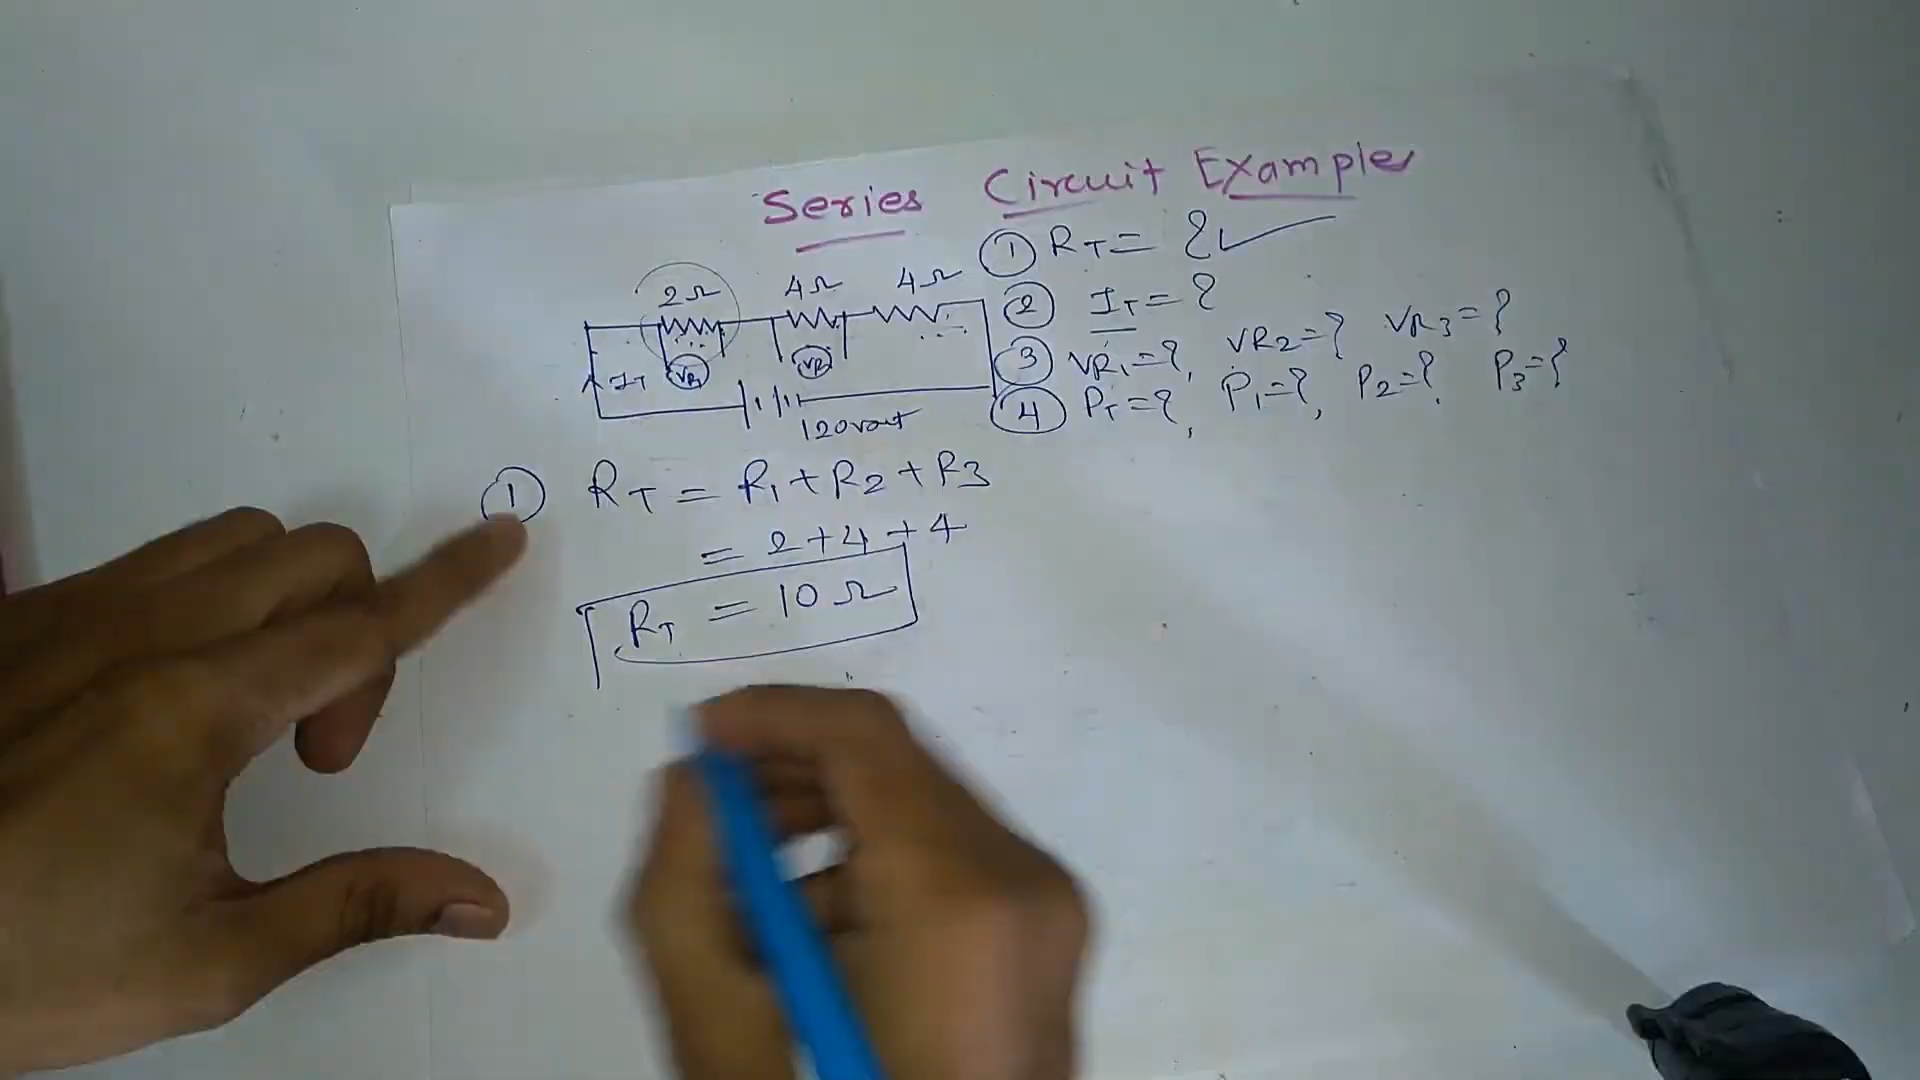 Series Circuit Example
① RT = ? ✓
2Ω 4Ω 4Ω
② IT = ?
③ VR1 = ?, VR2 = ? VR3 = ?
IT VR1 VR2
④ PT = ?, P1 = ?, P2 = ? P3 = ?
120 volt
① RT = R1 + R2 + R3
= 2 + 4 + 4
RT = 10 Ω